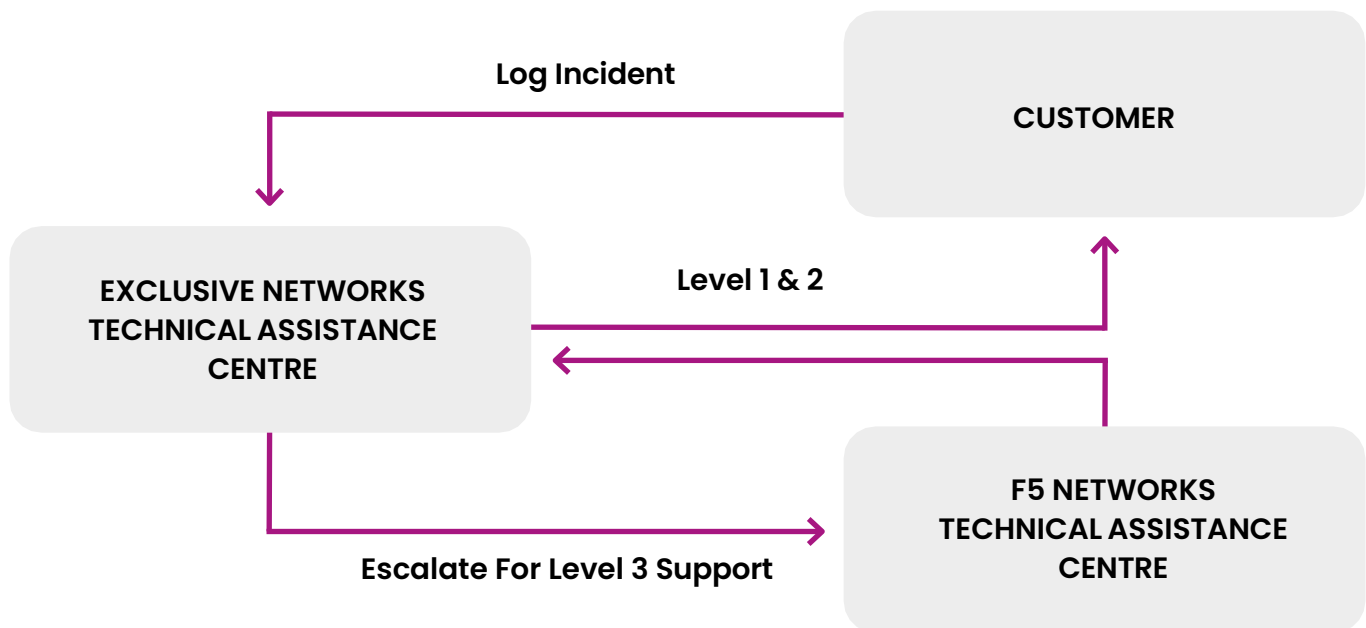 Log Incident
CUSTOMER
EXCLUSIVE NETWORKS
TECHNICAL ASSISTANCE
CENTRE
Level 1 & 2
F5 NETWORKS
TECHNICAL ASSISTANCE
CENTRE
Escalate For Level 3 Support